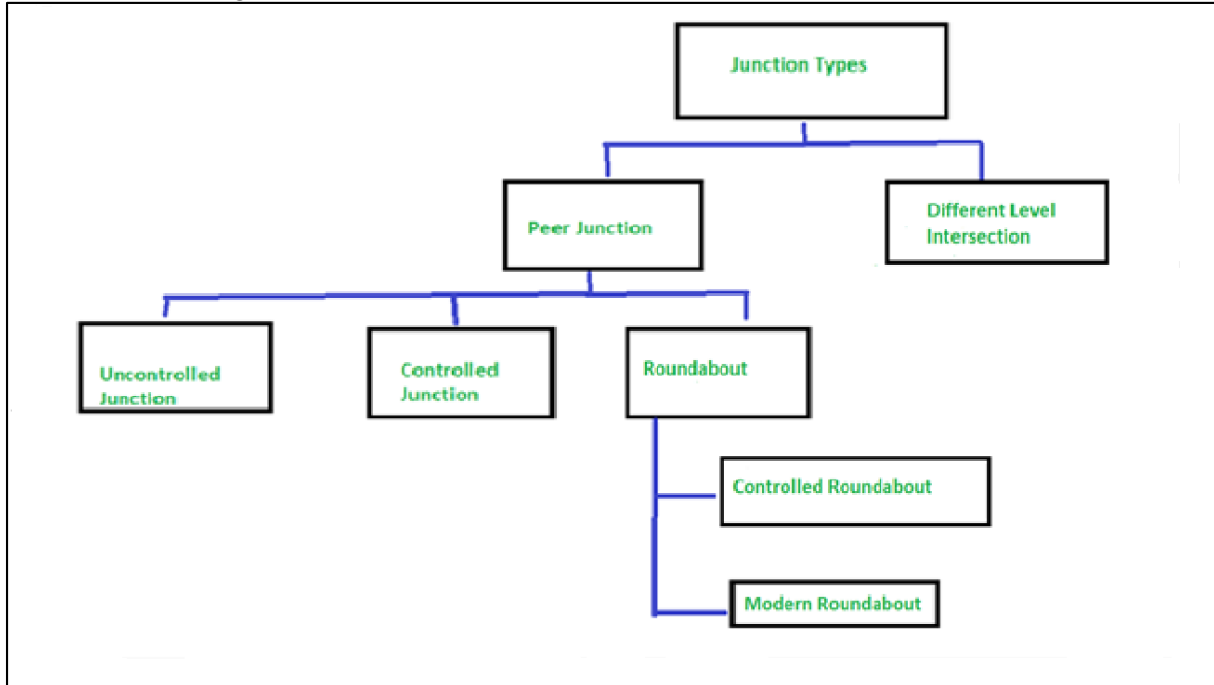 Junction Types
Peer Junction
Different Level
Intersection
Uncontrolled
Junction
Controlled
Junction
Roundabout
Controlled Roundabout
Modern Roundabout